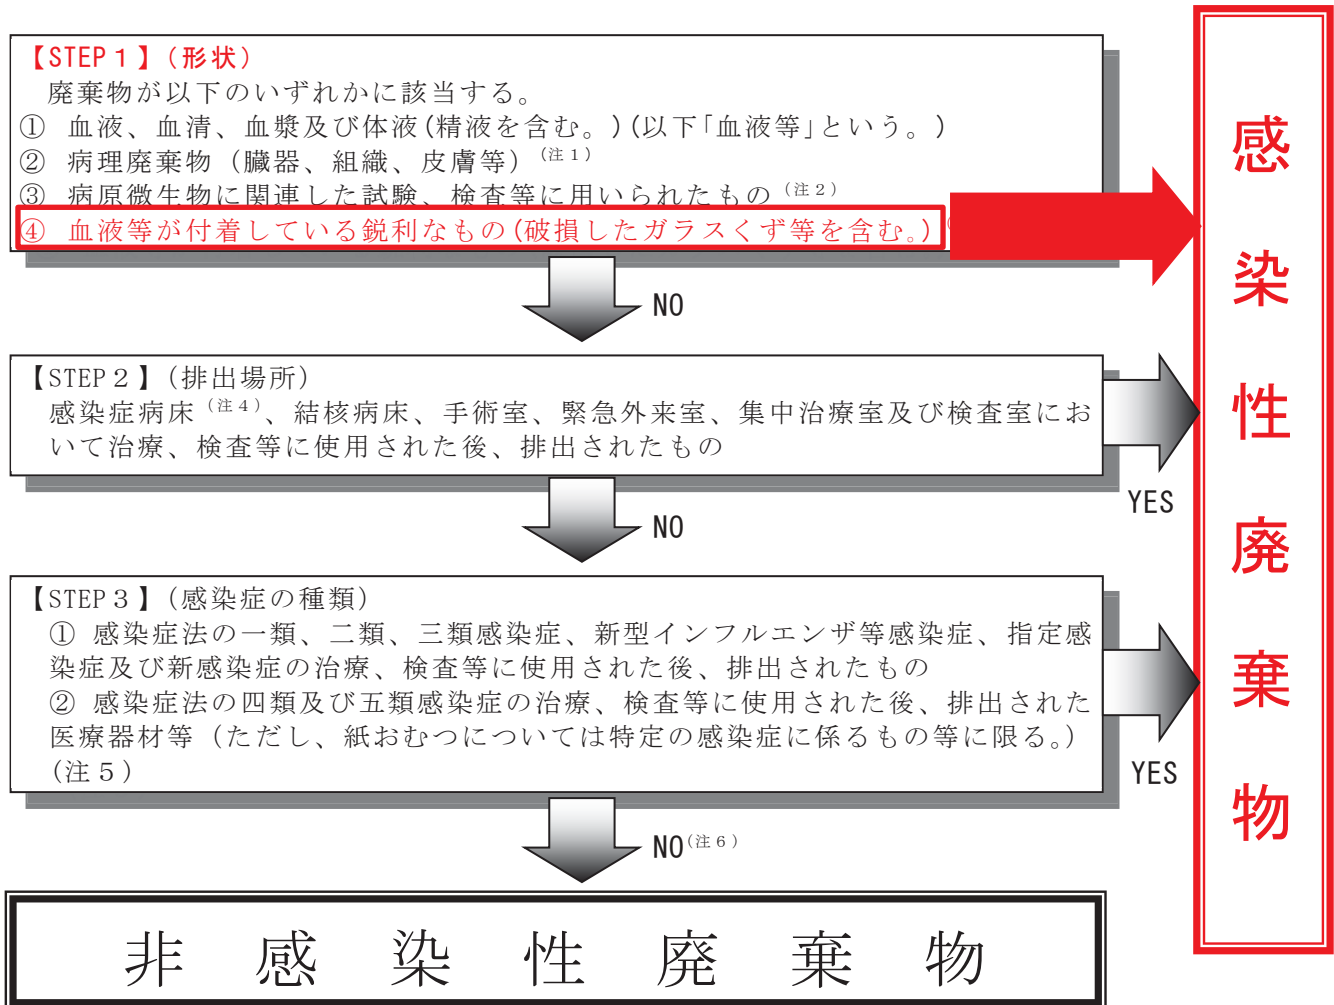 【STEP１】(形状)
廃棄物が以下のいずれかに該当する。
① 血液、血清、血漿及び体液(精液を含む。)(以下「血液等」という。)
② 病理廃棄物（臓器、組織、皮膚等）(注１)
③ 病原微生物に関連した試験、検査等に用いられたもの(注２)
④ 血液等が付着している鋭利なもの(破損したガラスくず等を含む。)
NO
【STEP２】(排出場所)
感染症病床(注４)、結核病床、手術室、緊急外来室、集中治療室及び検査室にお
いて治療、検査等に使用された後、排出されたもの
YES
NO
【STEP３】(感染症の種類)
① 感染症法の一類、二類、三類感染症、新型インフルエンザ等感染症、指定感
染症及び新感染症の治療、検査等に使用された後、排出されたもの
② 感染症法の四類及び五類感染症の治療、検査等に使用された後、排出された
医療器材等（ただし、紙おむつについては特定の感染症に係るもの等に限る。）
(注５)
YES
NO(注６)
非感染性廃棄物
感染性廃棄物